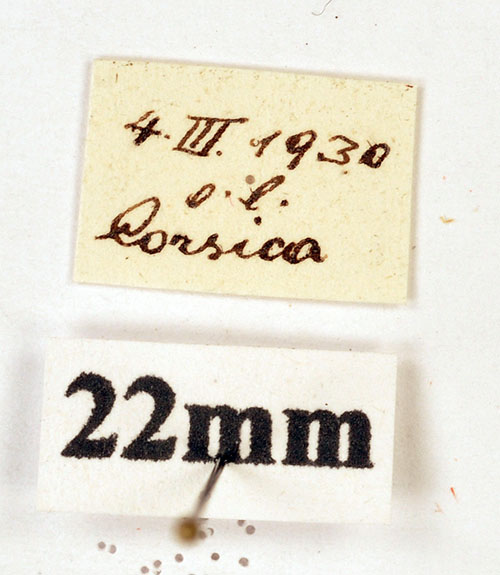 4. III. 1930
e. l.
Corsica
22mm